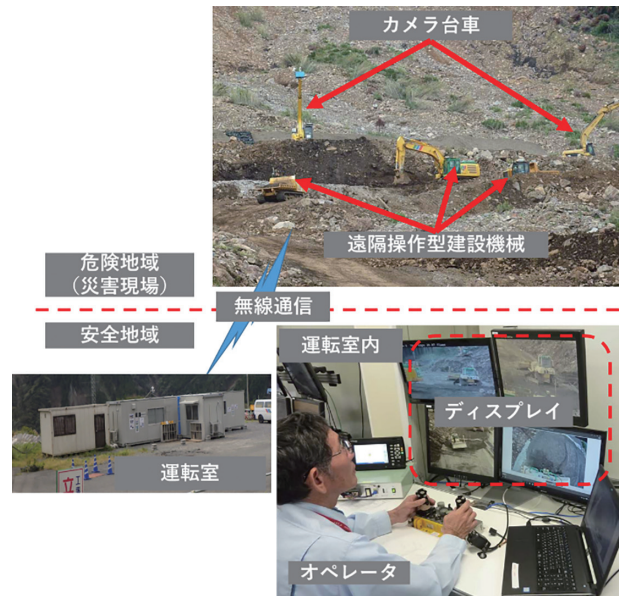 カメラ台車
遠隔操作型建設機械
危険地域
（災害現場）
無線通信
安全地域
運転室内
ディスプレイ
運転室
オペレータ